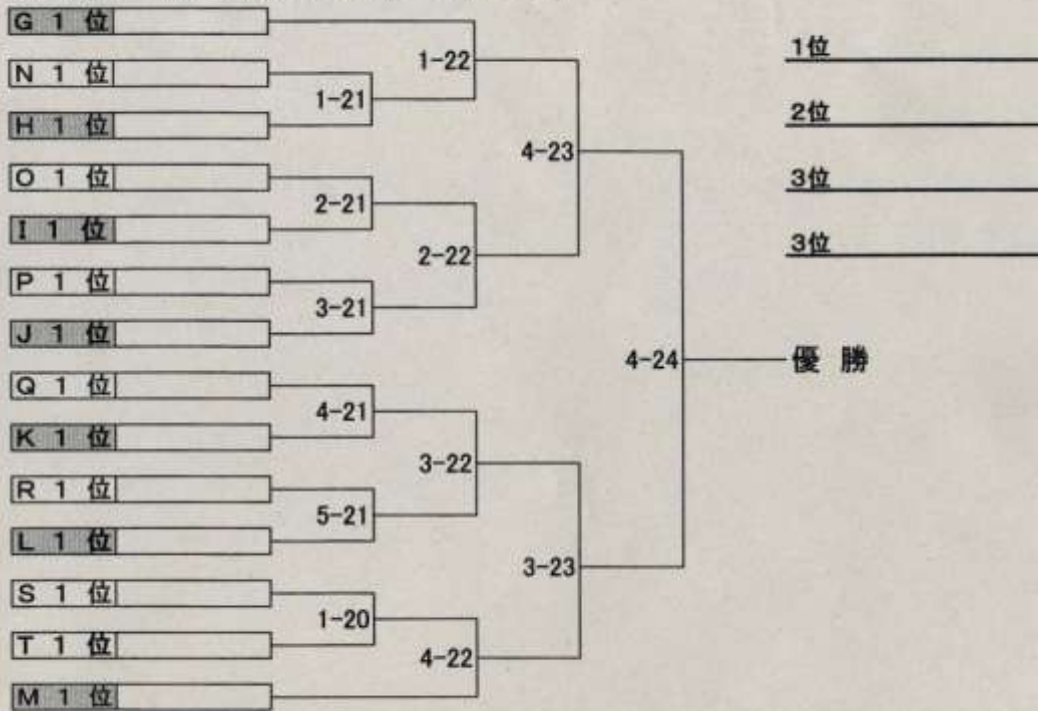 G 1 位
N 1 位
H 1 位
O 1 位
I 1 位
P 1 位
J 1 位
Q 1 位
K 1 位
R 1 位
L 1 位
S 1 位
T 1 位
M 1 位
1-21
2-21
3-21
4-21
5-21
1-20
1-22
2-22
3-22
4-22
4-23
3-23
4-24
優 勝
1位
2位
3位
3位